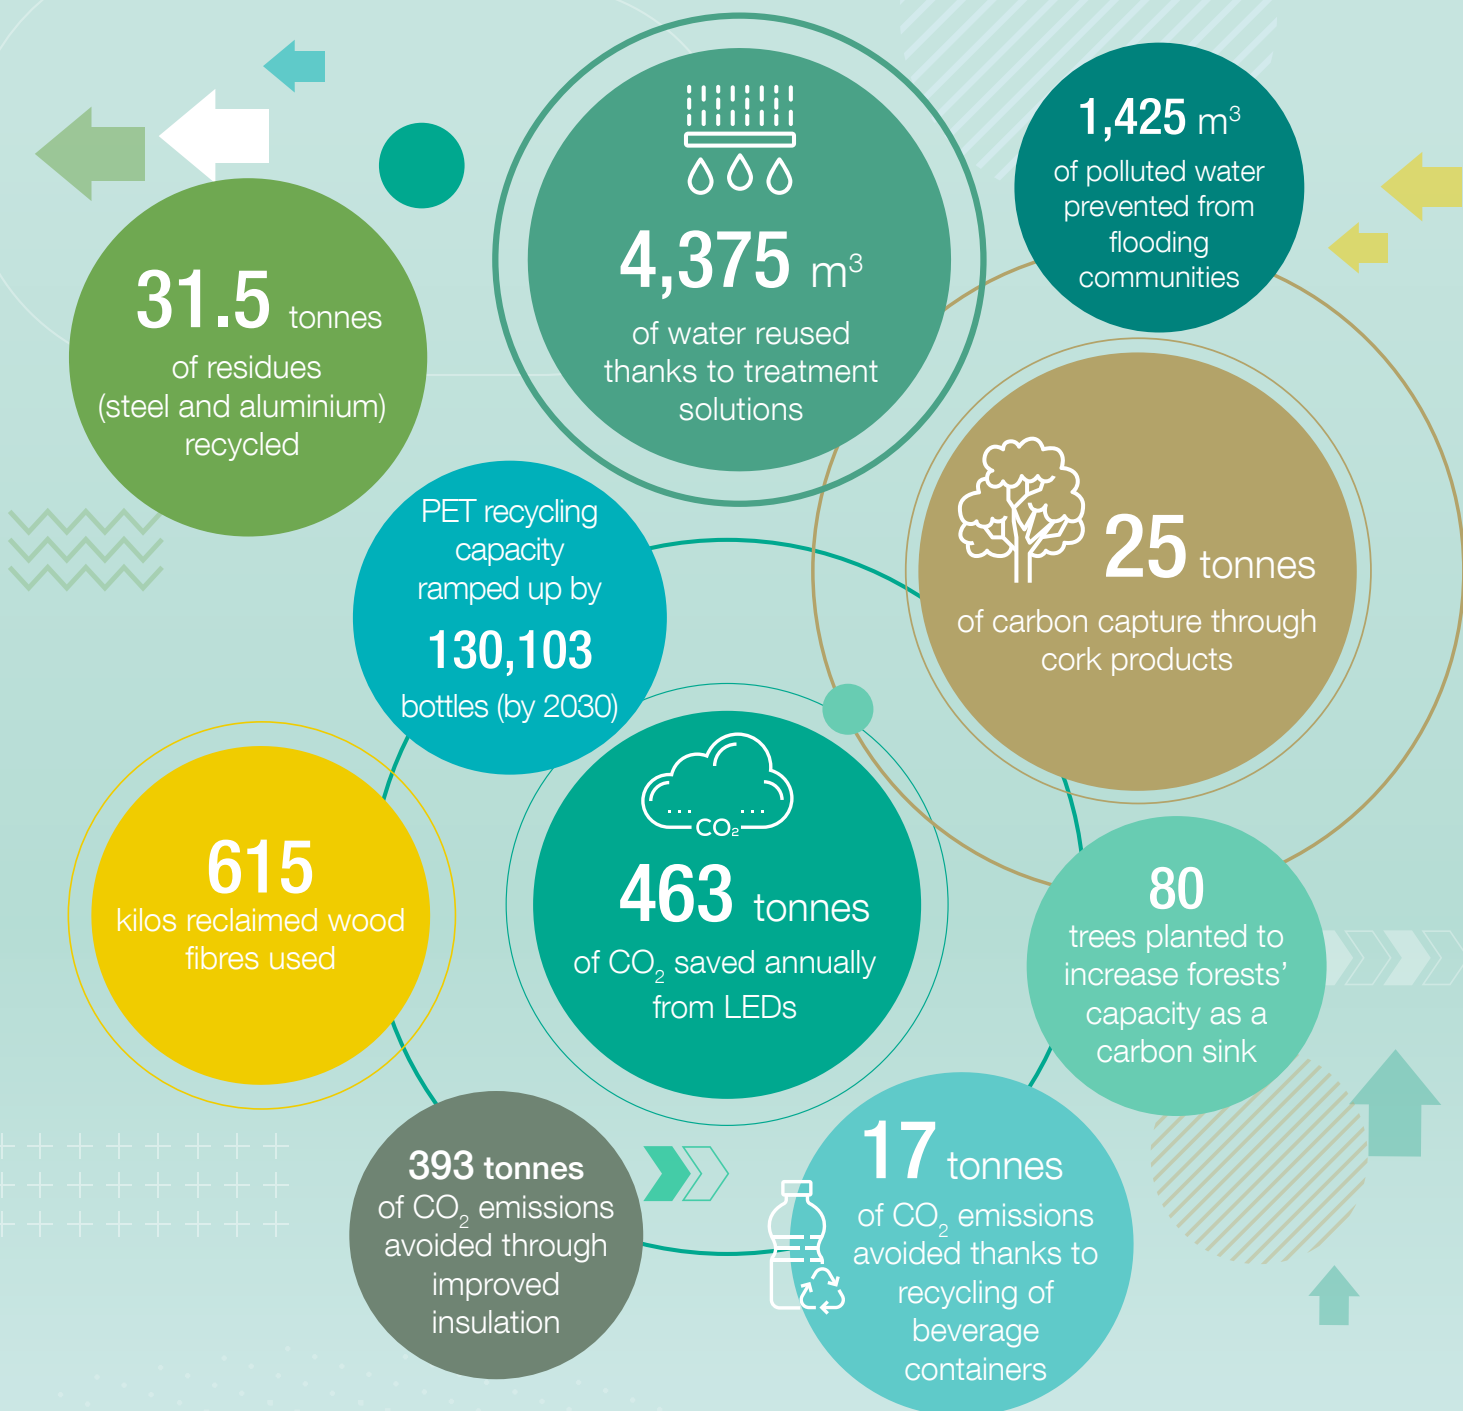 4,375 m³
of water reused
thanks to treatment
solutions
1,425 m³
of polluted water
prevented from
flooding
communities
31.5 tonnes
of residues
(steel and aluminium)
recycled
PET recycling
capacity
ramped up by
130,103
bottles (by 2030)
25 tonnes
of carbon capture through
cork products
615
kilos reclaimed wood
fibres used
... CO₂ ...
463 tonnes
of CO₂ saved annually
from LEDs
80
trees planted to
increase forests’
capacity as a
carbon sink
393 tonnes
of CO₂ emissions
avoided through
improved
insulation
17 tonnes
of CO₂ emissions
avoided thanks to
recycling of
beverage
containers